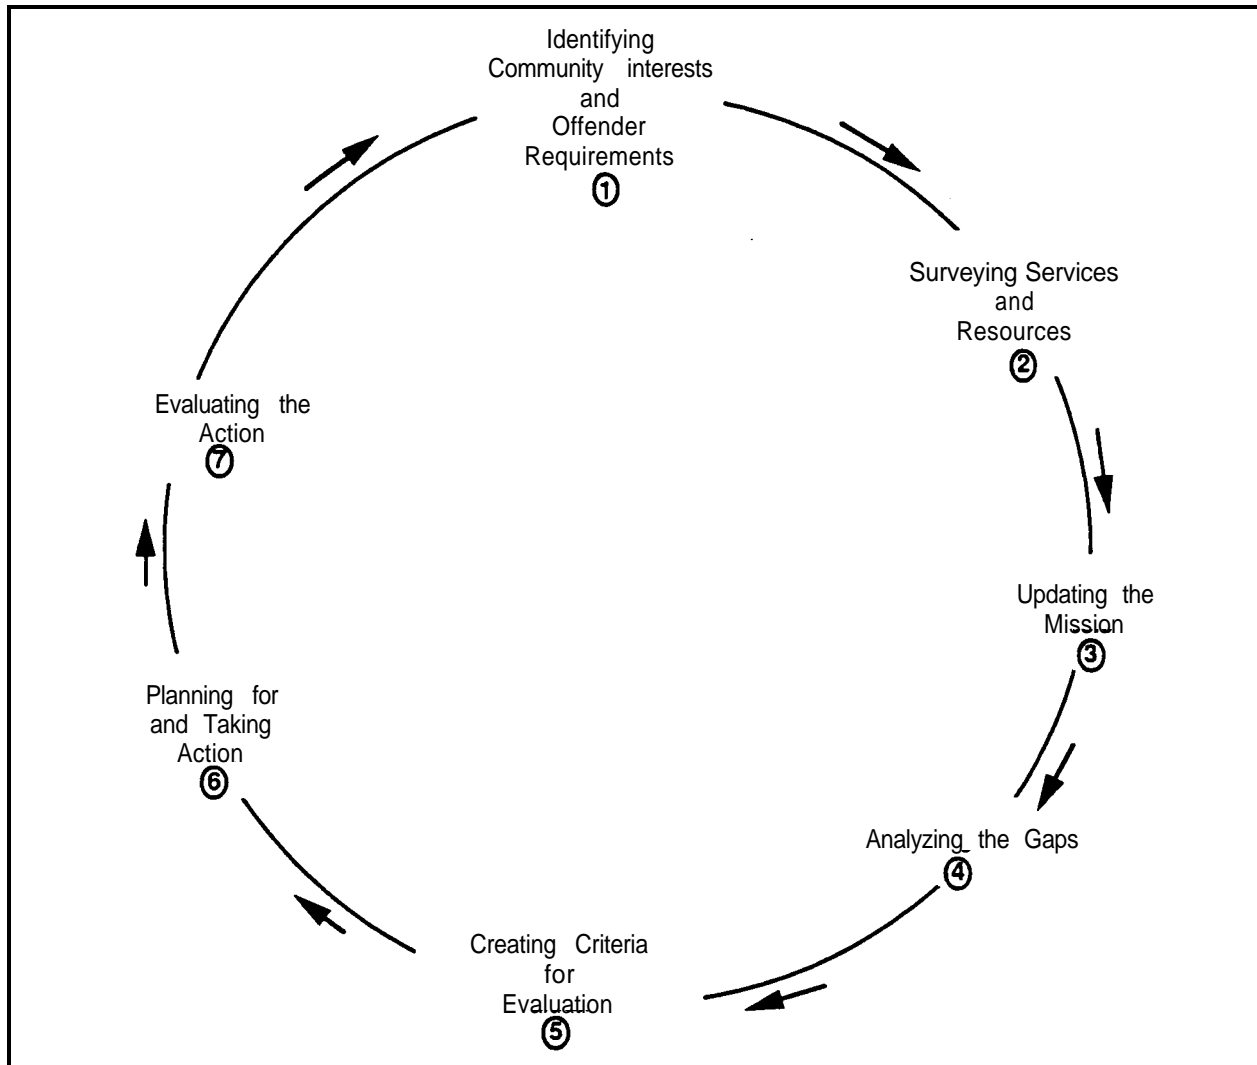 Identifying
Community interests
and
Offender
Requirements
1
Surveying Services
and
Resources
2
Updating the
Mission
3
Analyzing the Gaps
4
Creating Criteria
for
Evaluation
5
Planning for
and Taking
Action
6
Evaluating the
Action
7